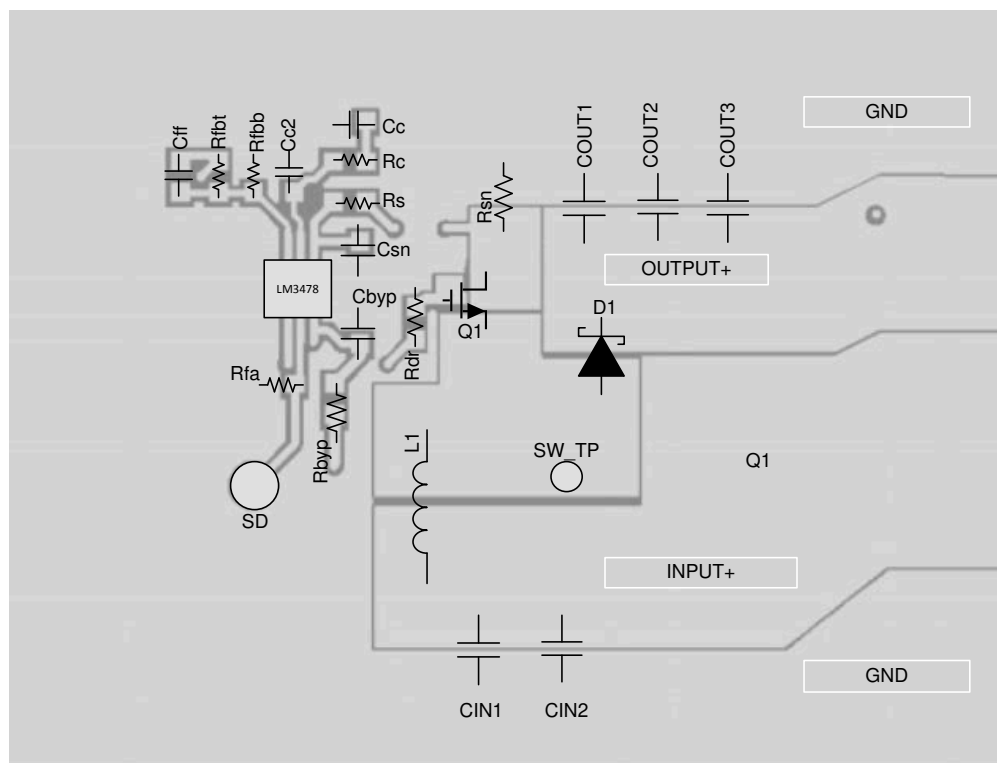 GND
COUT1
COUT2
COUT3
Cff
Rfbt
Rfbb
Cc2
Cc
Rc
Rs
Rsn
Csn
OUTPUT+
LM3478
Cbyp
Q1
D1
Rdr
Rfa
Rbyp
L1
SW_TP
Q1
SD
INPUT+
GND
CIN1
CIN2